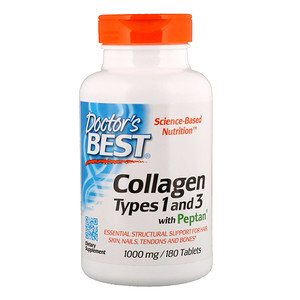 Science-Based
Nutrition™
Doctor's
BEST
Collagen
Types 1 and 3
with Peptan®
ESSENTIAL STRUCTURAL SUPPORT FOR HAIR,
SKIN, NAILS, TENDONS AND BONES*
Dietary
Supplement
1000 mg / 180 Tablets